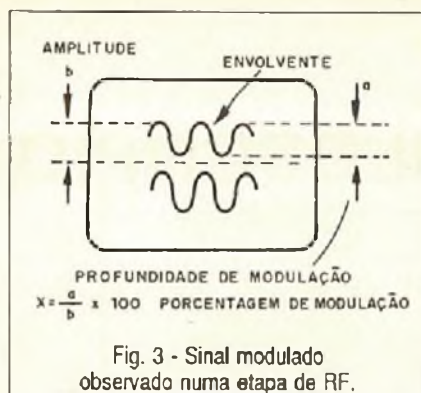 AMPLITUDE
b
ENVOLVENTE
a
PROFUNDIDADE DE MODULAÇÃO
X = a/b x 100 PORCENTAGEM DE MODULAÇÃO
Fig. 3 - Sinal modulado
observado numa etapa de RF.